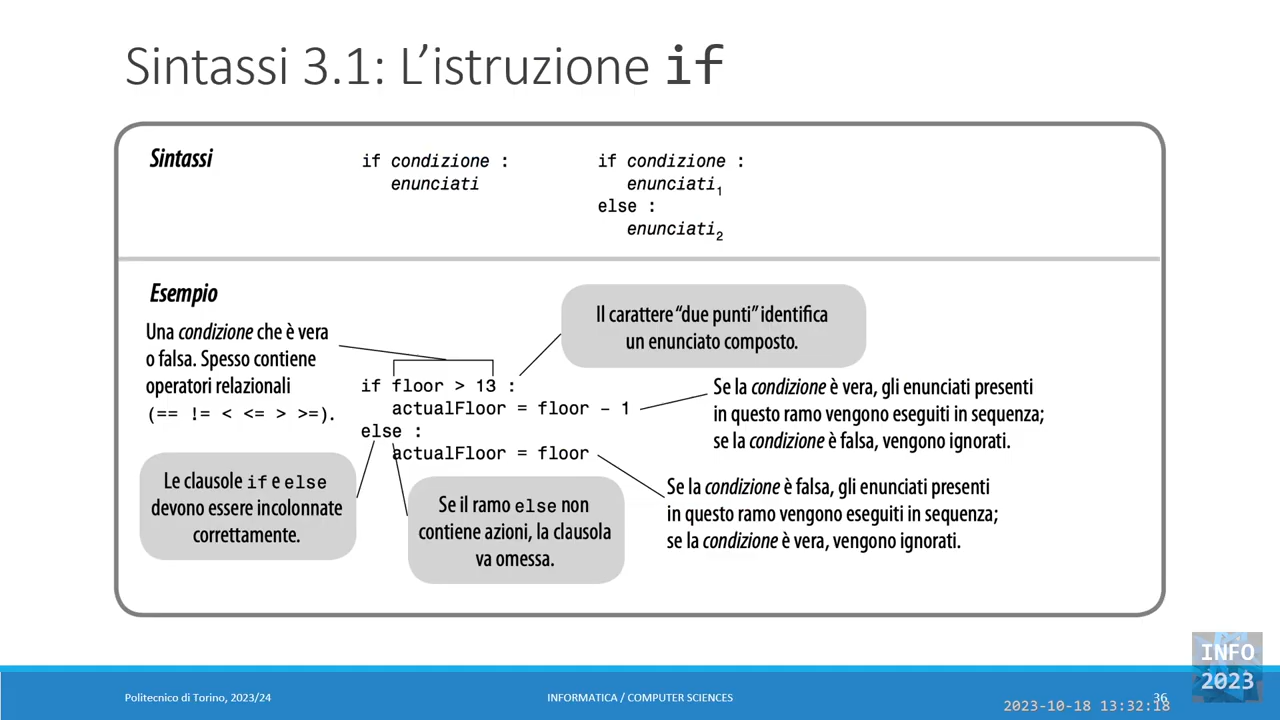 Sintassi 3.1: L’istruzione if
Sintassi
if condizione :
enunciati
if condizione :
enunciati1
else :
enunciati2
Esempio
Una condizione che è vera
o falsa. Spesso contiene
operatori relazionali
(== != < <= > >=).
Il carattere “due punti” identifica
un enunciato composto.
if floor > 13 :
actualFloor = floor - 1
else :
actualFloor = floor
Se la condizione è vera, gli enunciati presenti
in questo ramo vengono eseguiti in sequenza;
se la condizione è falsa, vengono ignorati.
Le clausole if e else
devono essere incolonnate
correttamente.
Se il ramo else non
contiene azioni, la clausola
va omessa.
Se la condizione è falsa, gli enunciati presenti
in questo ramo vengono eseguiti in sequenza;
se la condizione è vera, vengono ignorati.
INFO
2023
Politecnico di Torino, 2023/24
INFORMATICA / COMPUTER SCIENCES
36
2023-10-18 13:32:18